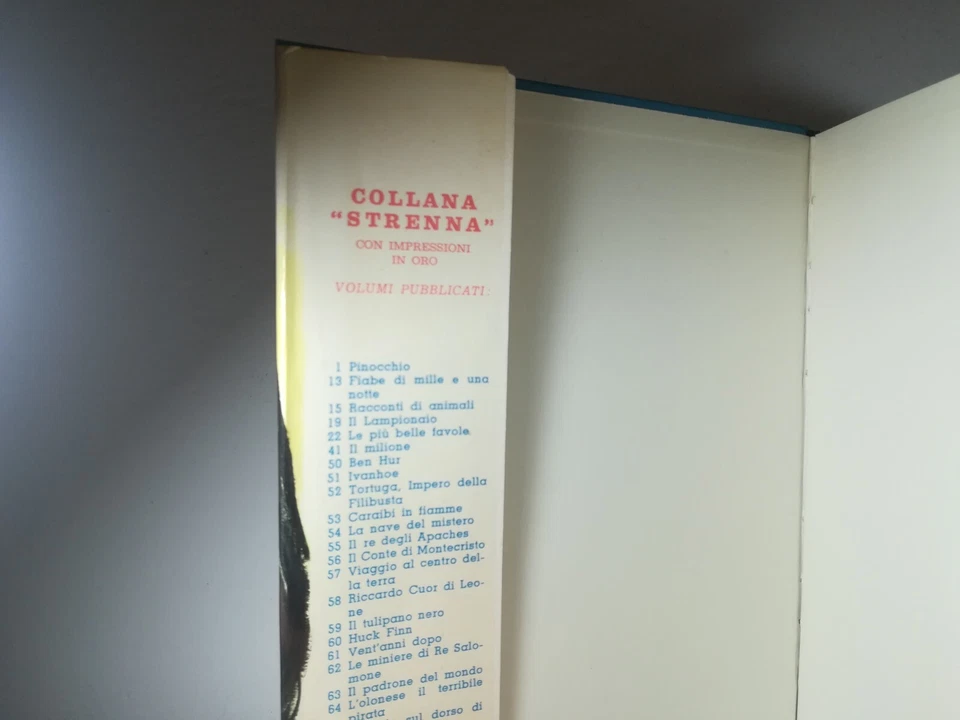 COLLANA
"STRENNA"
CON IMPRESSIONI
IN ORO
VOLUMI PUBBLICATI:
1 Pinocchio
13 Fiabe di mille e una
notte
15 Racconti di animali
19 Il Lampionaio
22 Le più belle favole
41 Il milione
50 Ben Hur
51 Ivanhoe
52 Tortuga, Impero della
Filibusta
53 Caraibi in fiamme
54 La nave del mistero
55 Il re degli Apaches
56 Il Conte di Montecristo
57 Viaggio al centro del-
la terra
58 Riccardo Cuor di Leo-
ne
59 Il tulipano nero
60 Huck Finn
61 Vent'anni dopo
62 Le miniere di Re Salo-
mone
63 Il padrone del mondo
64 L'olonese il terribile
pirata
sul dorso di